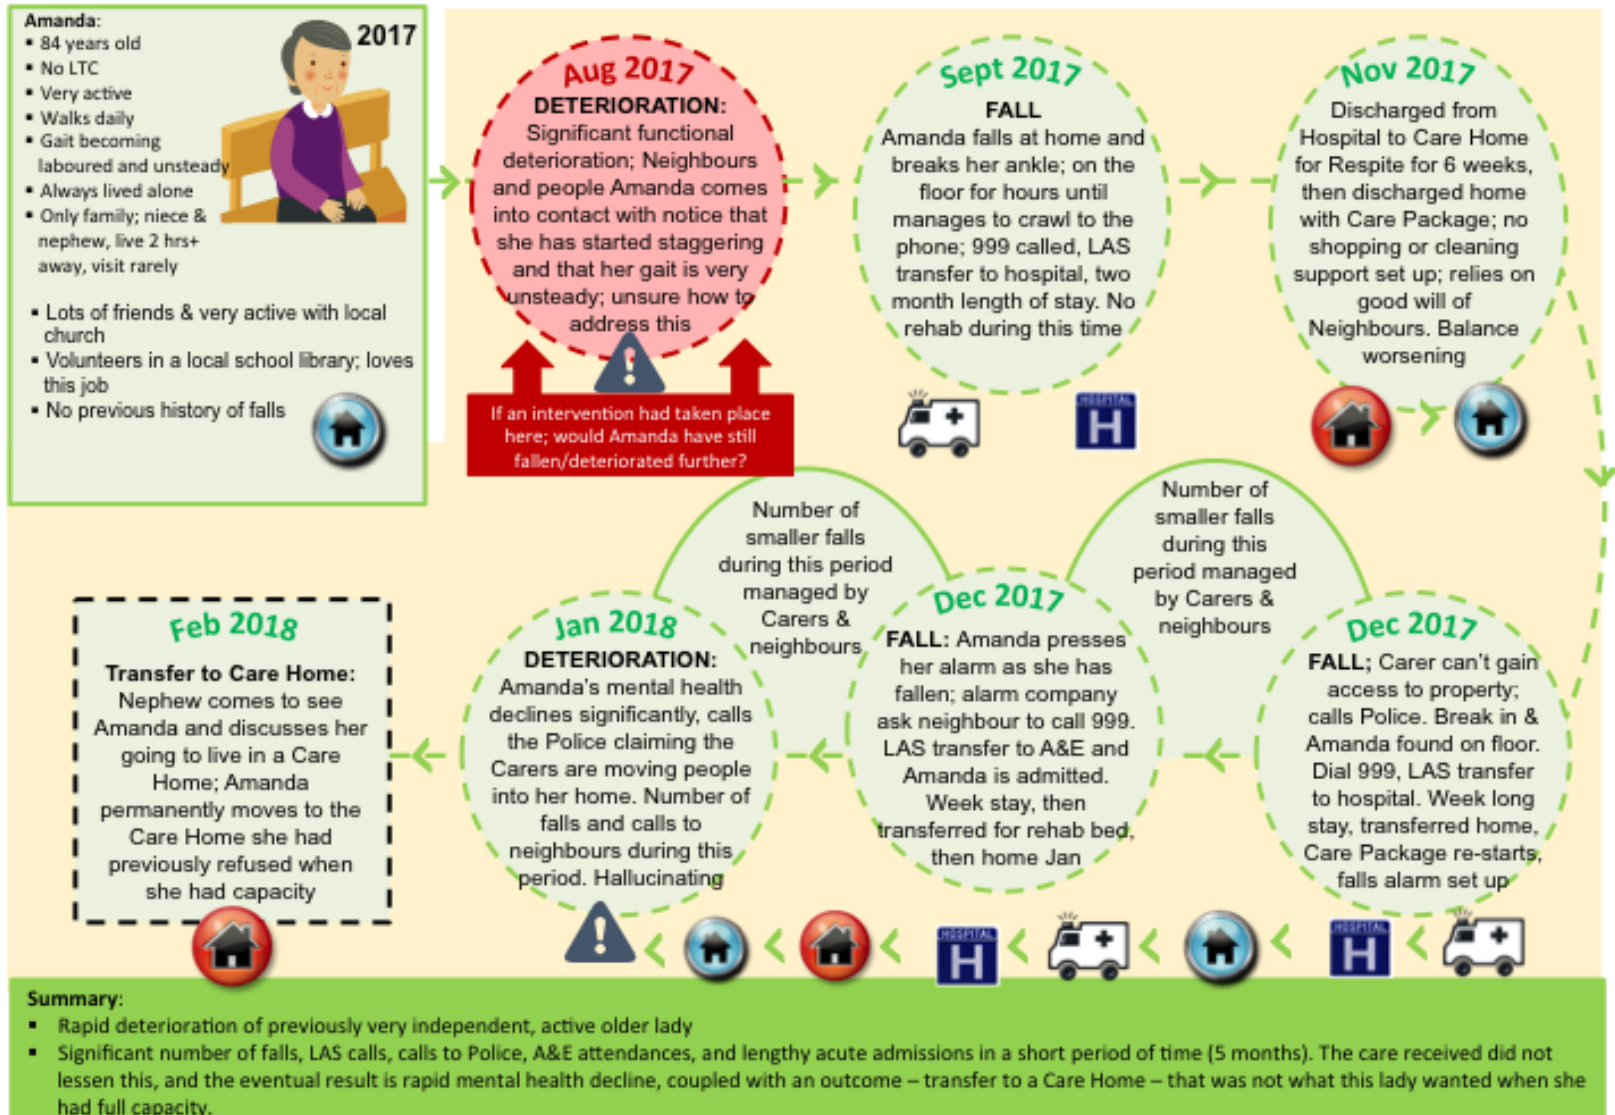 Amanda:
▪ 84 years old
▪ No LTC
▪ Very active
▪ Walks daily
▪ Gait becoming
laboured and unsteady
▪ Always lived alone
▪ Only family; niece &
nephew, live 2 hrs+
away, visit rarely
▪ Lots of friends & very active with local
church
▪ Volunteers in a local school library; loves
this job
▪ No previous history of falls
2017
Aug 2017
DETERIORATION:
Significant functional
deterioration; Neighbours
and people Amanda comes
into contact with notice that
she has started staggering
and that her gait is very
unsteady; unsure how to
address this
If an intervention had taken place
here; would Amanda have still
fallen/deteriorated further?
Sept 2017
FALL
Amanda falls at home and
breaks her ankle; on the
floor for hours until
manages to crawl to the
phone; 999 called, LAS
transfer to hospital, two
month length of stay. No
rehab during this time
HOSPITAL
H
Nov 2017
Discharged from
Hospital to Care Home
for Respite for 6 weeks,
then discharged home
with Care Package; no
shopping or cleaning
support set up; relies on
good will of
Neighbours. Balance
worsening
Dec 2017
FALL; Carer can't gain
access to property;
calls Police. Break in &
Amanda found on floor.
Dial 999, LAS transfer
to hospital. Week long
stay, transferred home,
Care Package re-starts,
falls alarm set up
Number of
smaller falls
during this
period managed
by Carers &
neighbours
Dec 2017
FALL: Amanda presses
her alarm as she has
fallen; alarm company
ask neighbour to call 999.
LAS transfer to A&E and
Amanda is admitted.
Week stay, then
transferred for rehab bed,
then home Jan
Number of
smaller falls
during this period
managed by
Carers &
neighbours
Jan 2018
DETERIORATION:
Amanda's mental health
declines significantly, calls
the Police claiming the
Carers are moving people
into her home. Number of
falls and calls to
neighbours during this
period. Hallucinating
Feb 2018
Transfer to Care Home:
Nephew comes to see
Amanda and discusses her
going to live in a Care
Home; Amanda
permanently moves to the
Care Home she had
previously refused when
she had capacity
HOSPITAL
H
HOSPITAL
H
Summary:
▪ Rapid deterioration of previously very independent, active older lady
▪ Significant number of falls, LAS calls, calls to Police, A&E attendances, and lengthy acute admissions in a short period of time (5 months). The care received did not
lessen this, and the eventual result is rapid mental health decline, coupled with an outcome – transfer to a Care Home – that was not what this lady wanted when she
had full capacity.